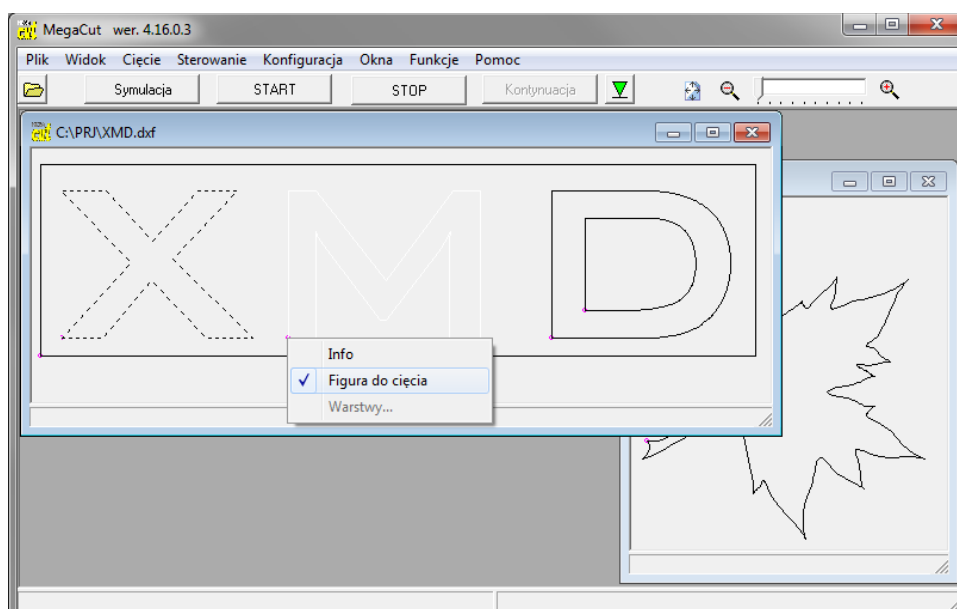 MegaCut wer. 4.16.0.3
Plik Widok Cięcie Sterowanie Konfiguracja Okna Funkcje Pomoc
Symulacja START STOP Kontynuacja
C:\PRJ\XMD.dxf
XMD
Info
Figura do cięcia
Warstwy...